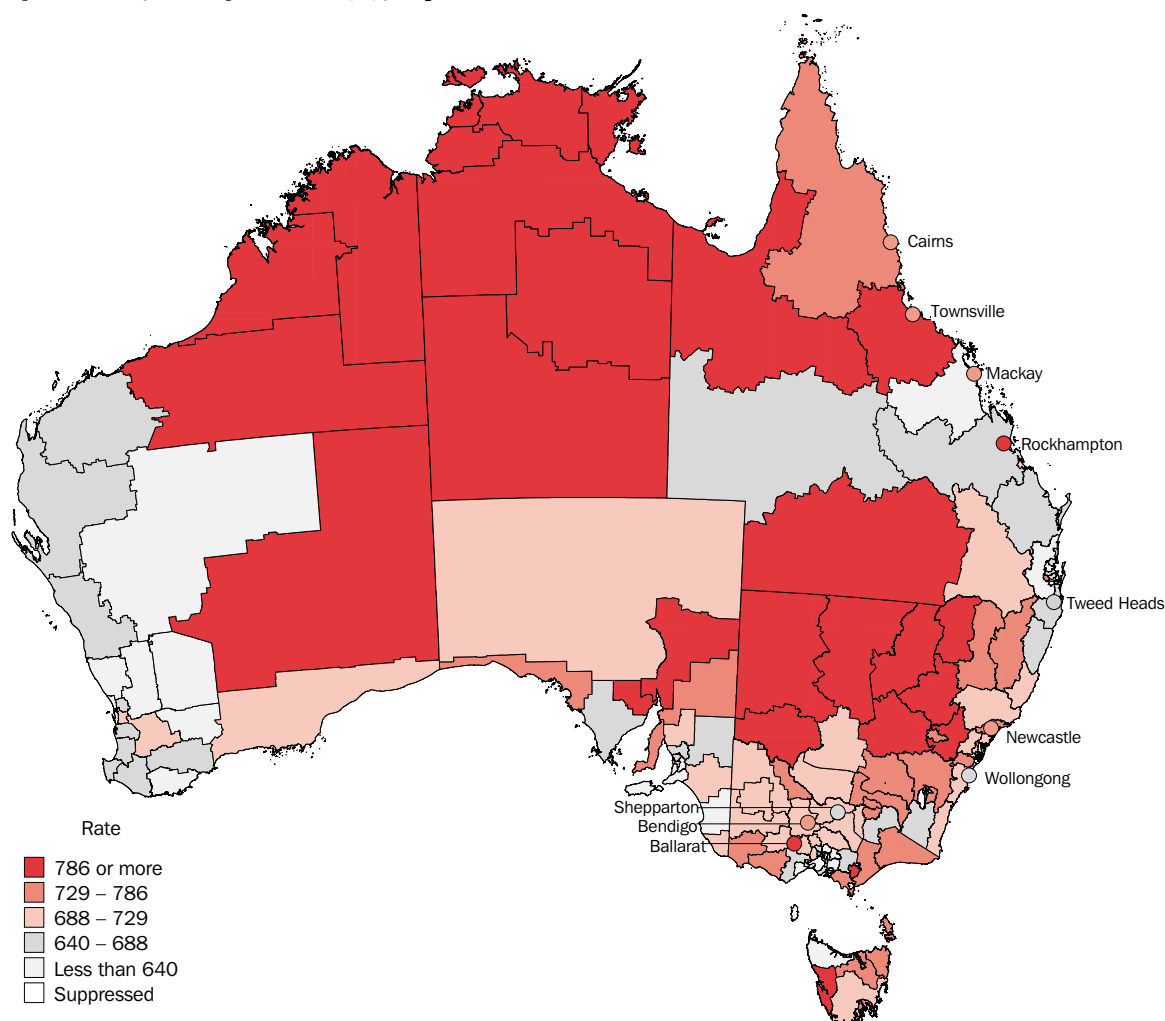 Cairns
Townsville
Mackay
Rockhampton
Tweed Heads
Newcastle
Wollongong
Shepparton
Bendigo
Ballarat
Rate
786 or more
729 – 786
688 – 729
640 – 688
Less than 640
Suppressed